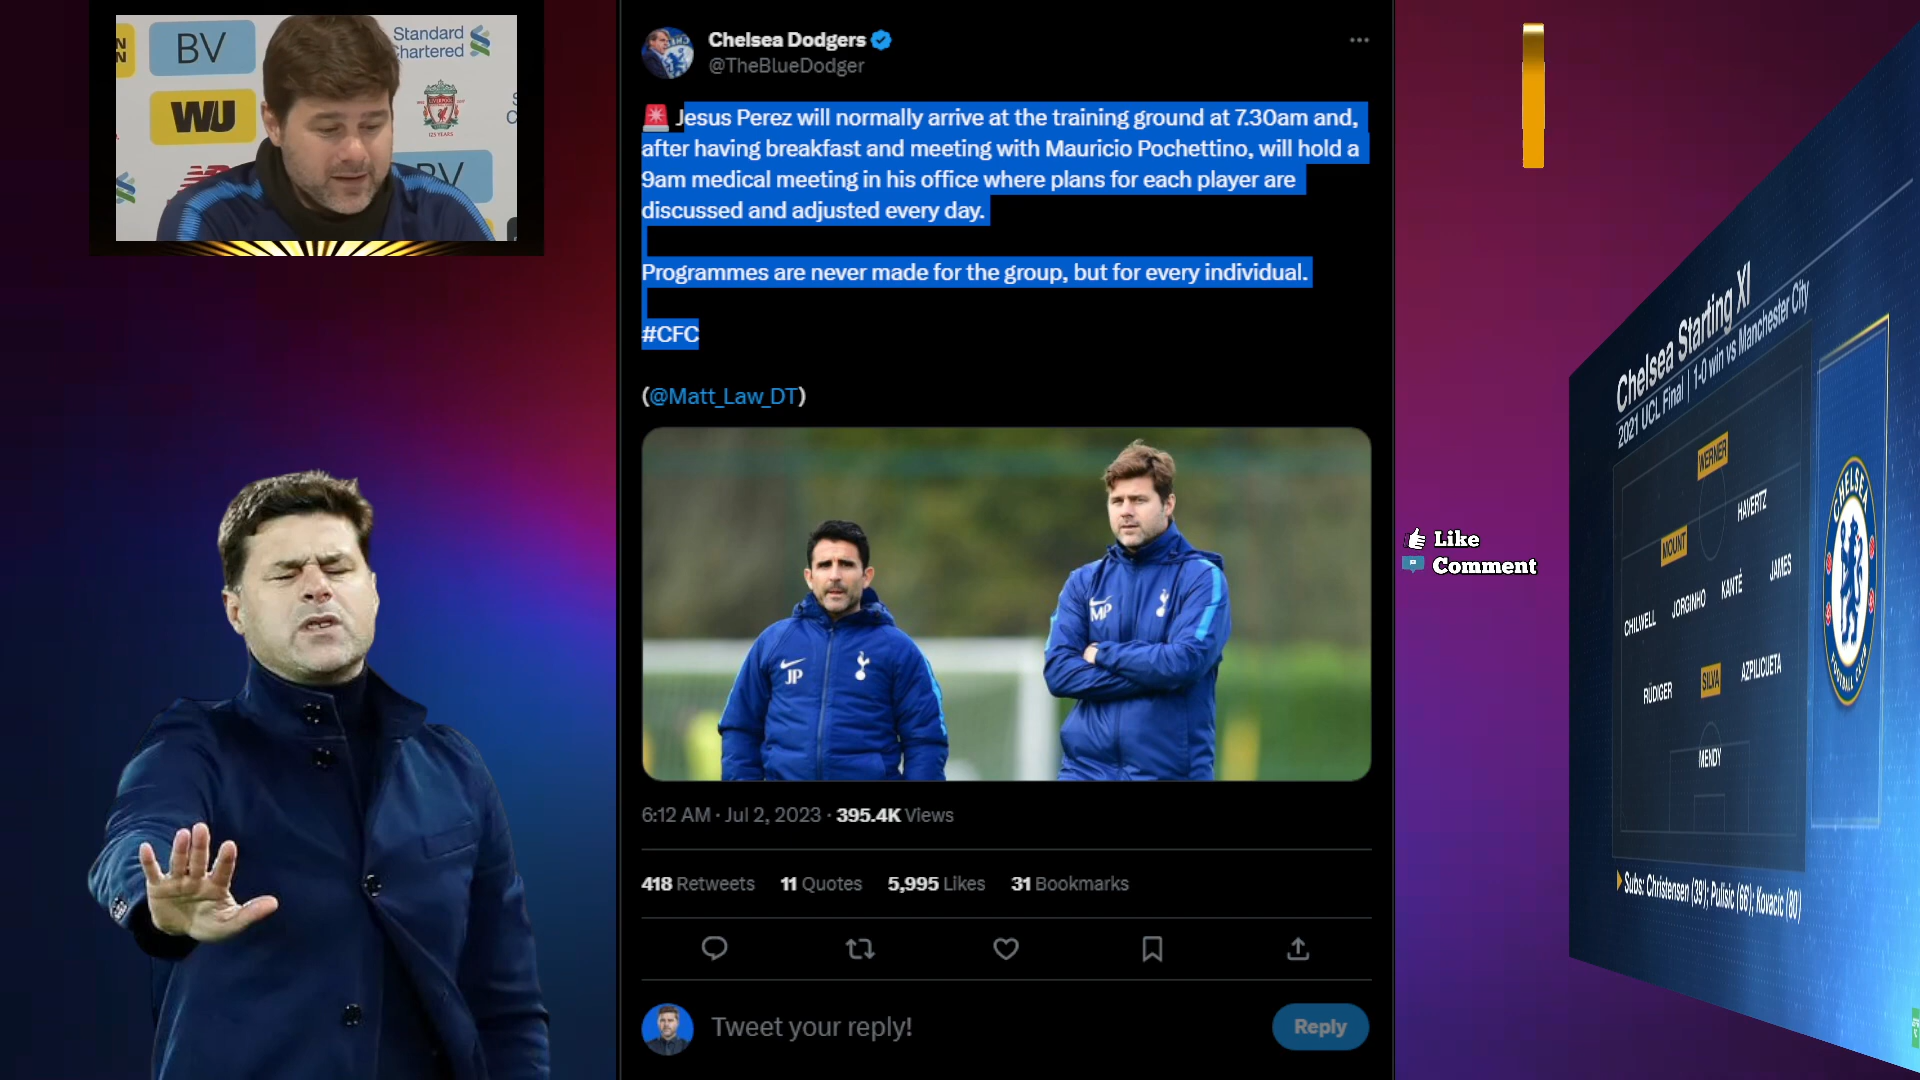 BV
Standard
Chartered
WU
LIVERPOOL
BV
Chelsea Dodgers
@TheBlueDodger
🚨 Jesus Perez will normally arrive at the training ground at 7.30am and,
after having breakfast and meeting with Mauricio Pochettino, will hold a
9am medical meeting in his office where plans for each player are
discussed and adjusted every day.
Programmes are never made for the group, but for every individual.
#CFC
(@Matt_Law_DT)
JP
MP
6:12 AM · Jul 2, 2023 · 395.4K Views
418 Retweets 11 Quotes 5,995 Likes 31 Bookmarks
Tweet your reply!
Reply
Like
Comment
Chelsea Starting XI
2021 UCL Final | 1-0 win vs Manchester City
WERNER
HAVERTZ
MOUNT
CHILWELL
JORGINHO
KANTÉ
JAMES
RÜDIGER
SILVA
AZPILICUETA
MENDY
Subs: Christensen (39'); Pulisic (66'); Kovacic (80')
CHELSEA
FOOTBALL CLUB